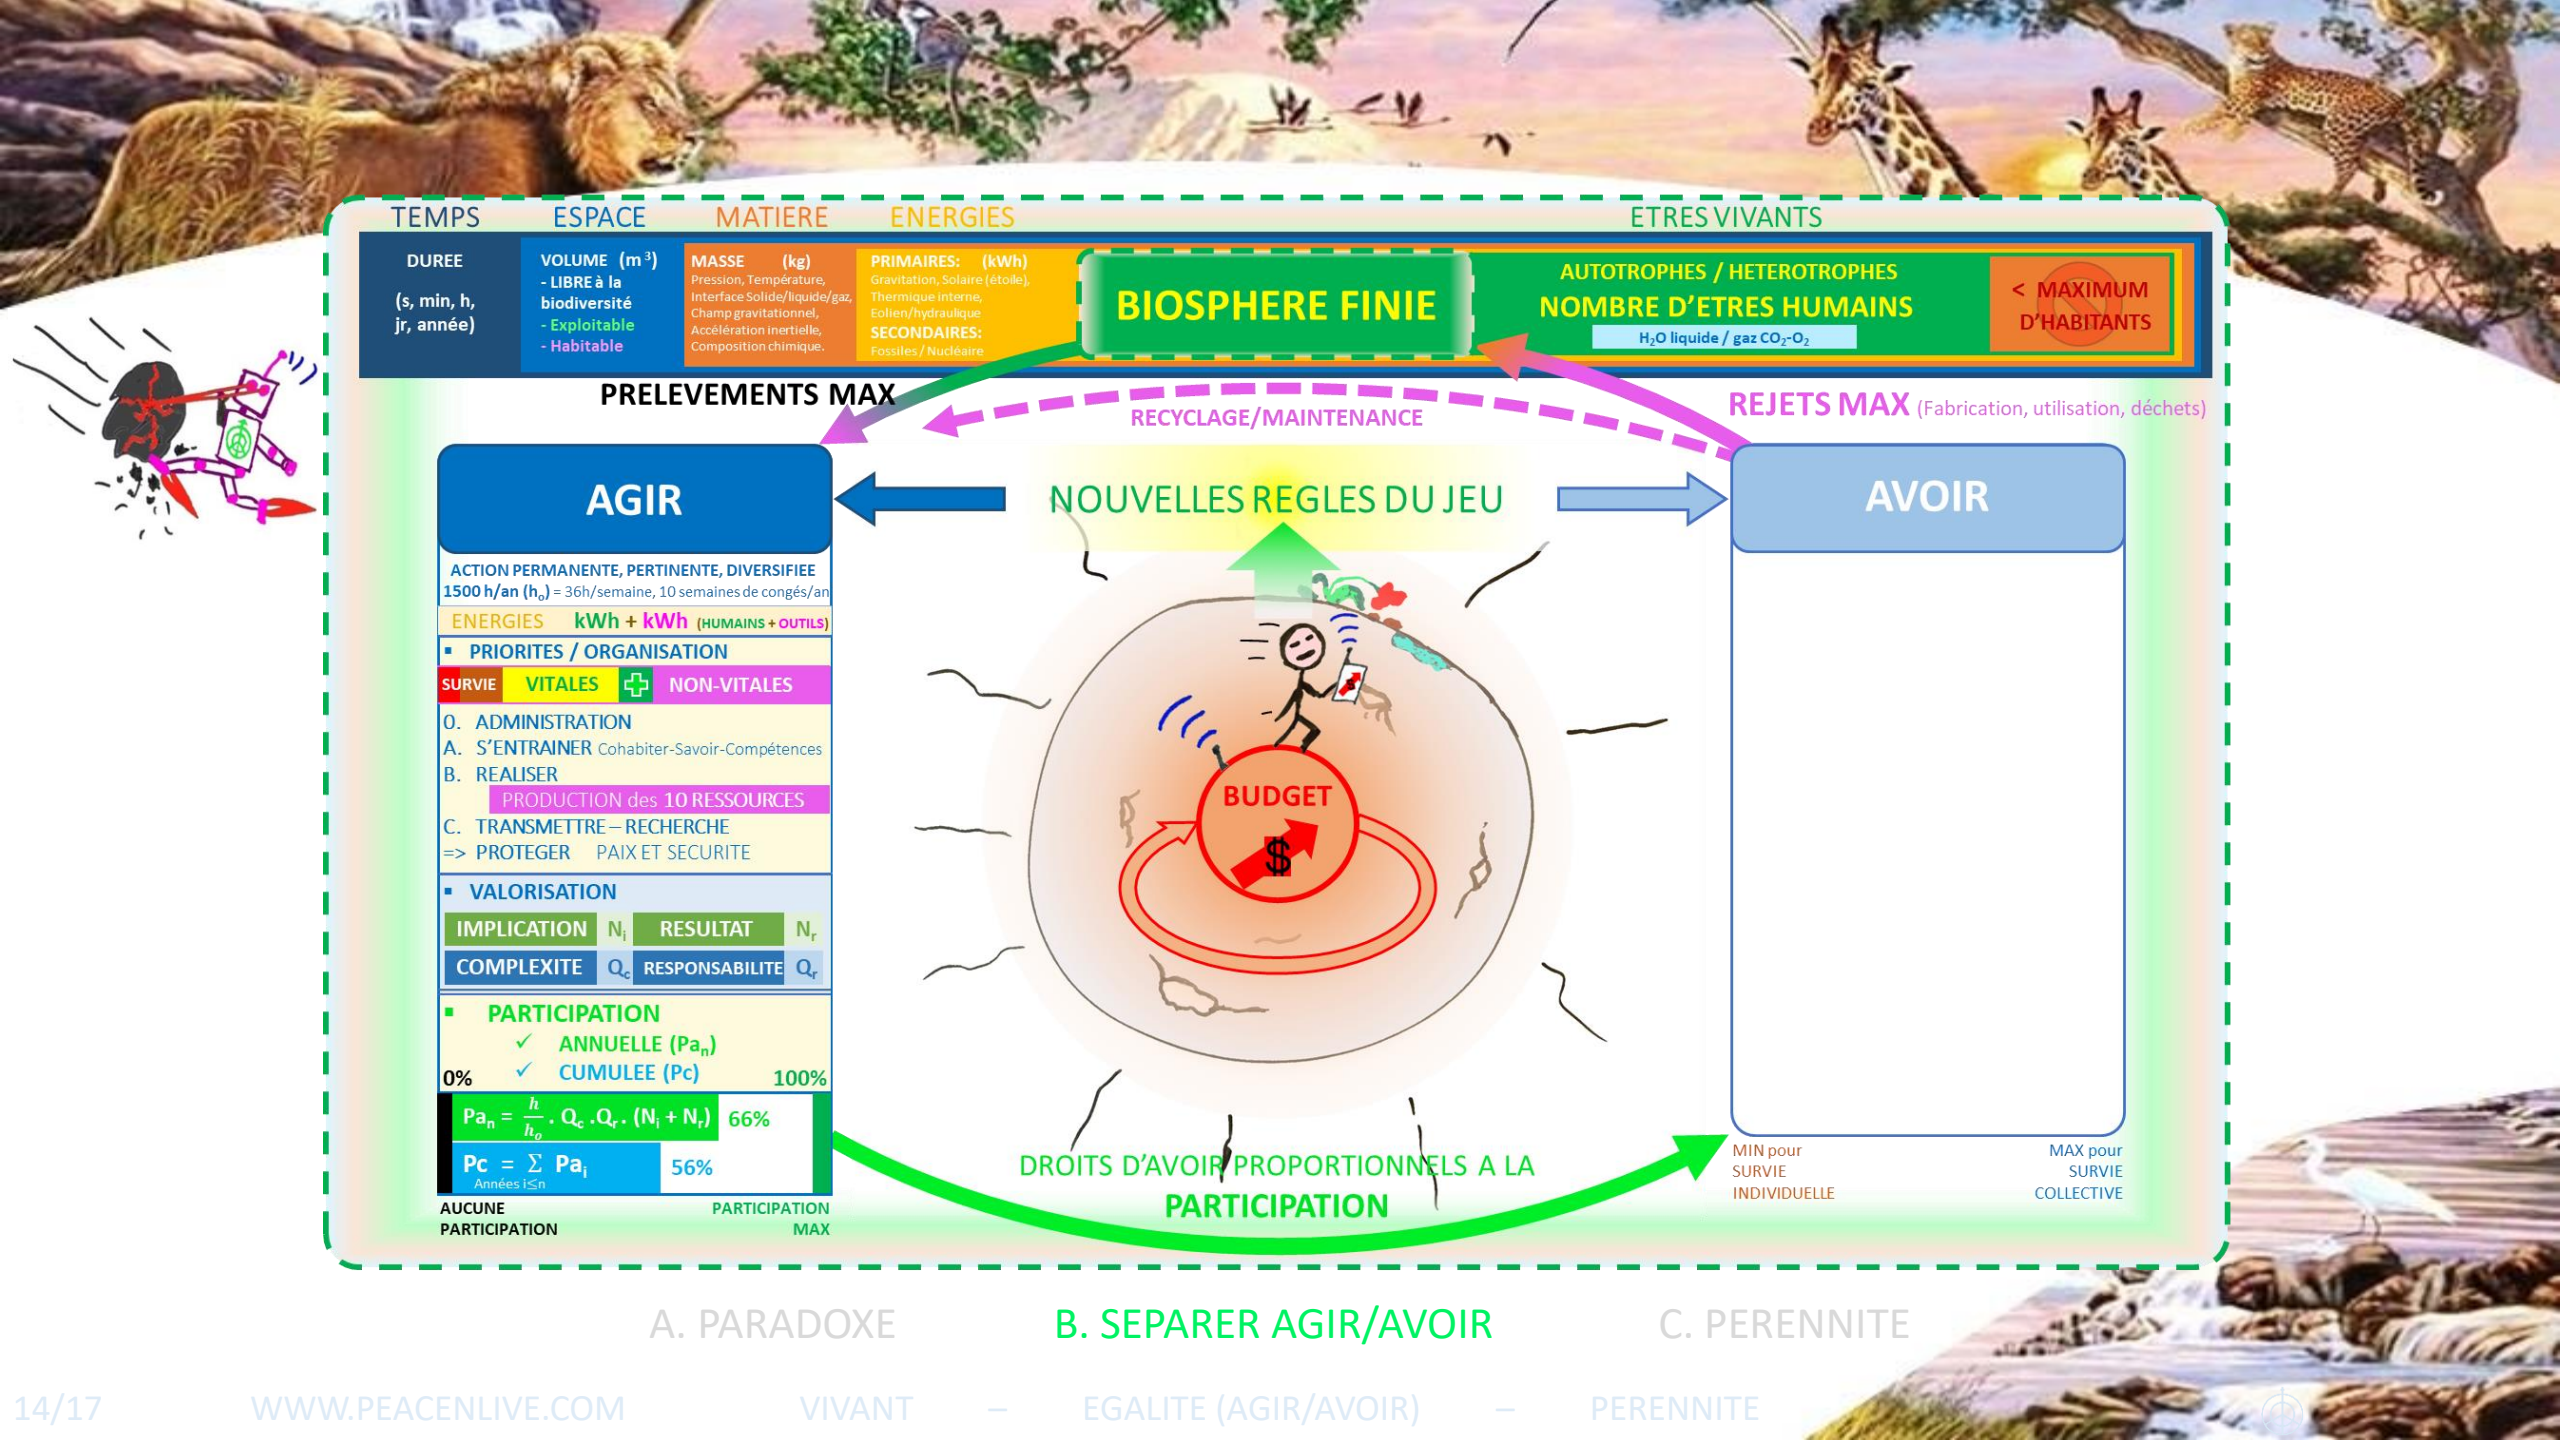 TEMPS
ESPACE
MATIERE
ENERGIES
ETRES VIVANTS
DUREE
(s, min, h,
jr, année)
VOLUME (m³)
- LIBRE à la
biodiversité
- Exploitable
- Habitable
MASSE (kg)
Pression, Température,
Interface Solide/liquide/gaz,
Champ gravitationnel,
Accélération inertielle,
Composition chimique.
PRIMAIRES: (kWh)
Gravitation, Solaire (étoile),
Thermique interne,
Eolien/hydraulique
SECONDAIRES:
Fossiles / Nucléaire
BIOSPHERE FINIE
AUTOTROPHES / HETEROTROPHES
NOMBRE D'ETRES HUMAINS
H₂O liquide / gaz CO₂-O₂
< MAXIMUM
D'HABITANTS
PRELEVEMENTS MAX
RECYCLAGE/MAINTENANCE
REJETS MAX (Fabrication, utilisation, déchets)
AGIR
NOUVELLES REGLES DU JEU
AVOIR
ACTION PERMANENTE, PERTINENTE, DIVERSIFIEE
1500 h/an (hₒ) = 36h/semaine, 10 semaines de congés/an
ENERGIES kWh + kWh (HUMAINS + OUTILS)
▪ PRIORITES / ORGANISATION
SURVIE VITALES NON-VITALES
0. ADMINISTRATION
A. S'ENTRAINER Cohabiter-Savoir-Compétences
B. REALISER
PRODUCTION des 10 RESSOURCES
C. TRANSMETTRE – RECHERCHE
=> PROTEGER PAIX ET SECURITE
▪ VALORISATION
IMPLICATION Nᵢ RESULTAT Nᵣ
COMPLEXITE Q꜀ RESPONSABILITE Qᵣ
▪ PARTICIPATION
✓ ANNUELLE (Paₙ)
✓ CUMULEE (Pc)
0% 100%
Paₙ = h/hₒ . Q꜀ .Qᵣ. (Nᵢ + Nᵣ) 66%
Pc = Σ Paᵢ 56%
Années i≤n
AUCUNE
PARTICIPATION
PARTICIPATION
MAX
BUDGET
$
DROITS D'AVOIR PROPORTIONNELS A LA
PARTICIPATION
MIN pour
SURVIE
INDIVIDUELLE
MAX pour
SURVIE
COLLECTIVE
A. PARADOXE
B. SEPARER AGIR/AVOIR
C. PERENNITE
14/17
WWW.PEACENLIVE.COM
VIVANT – EGALITE (AGIR/AVOIR) – PERENNITE